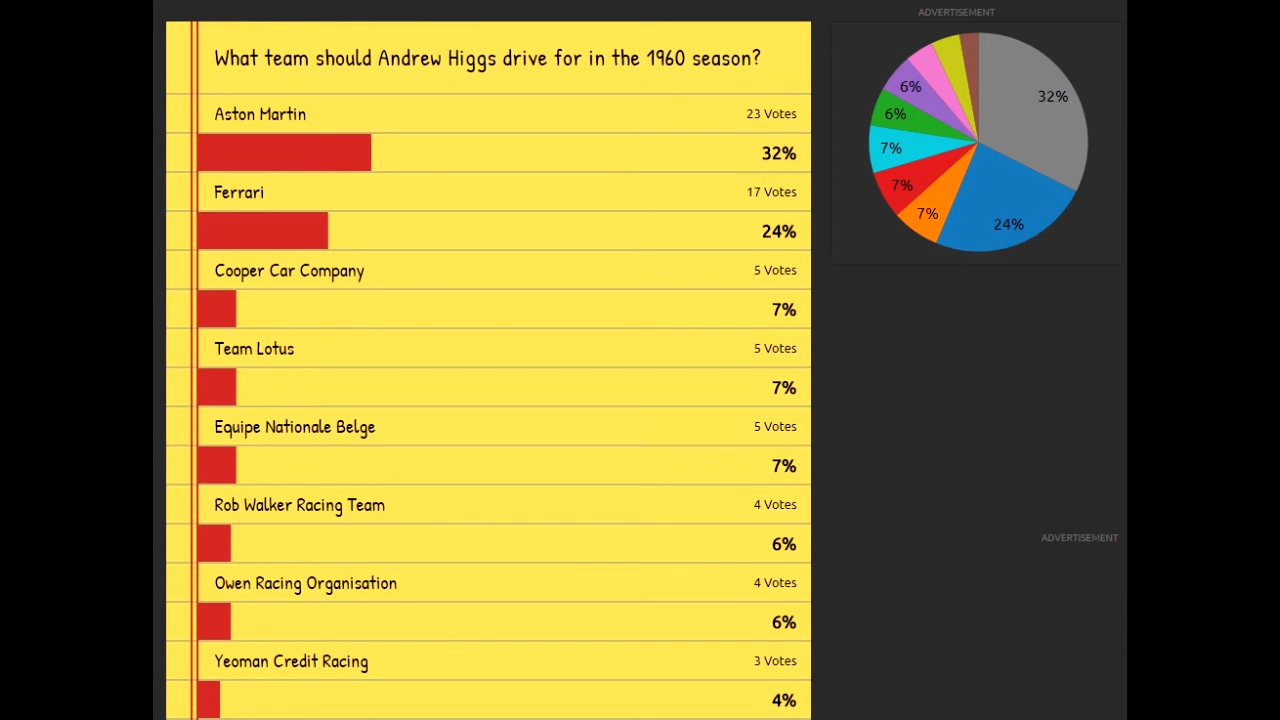 ADVERTISEMENT
What team should Andrew Higgs drive for in the 1960 season?
Aston Martin 23 Votes
32%
Ferrari 17 Votes
24%
Cooper Car Company 5 Votes
7%
Team Lotus 5 Votes
7%
Equipe Nationale Belge 5 Votes
7%
Rob Walker Racing Team 4 Votes
6%
Owen Racing Organisation 4 Votes
6%
Yeoman Credit Racing 3 Votes
4%
32%
24%
7%
7%
7%
6%
6%
ADVERTISEMENT